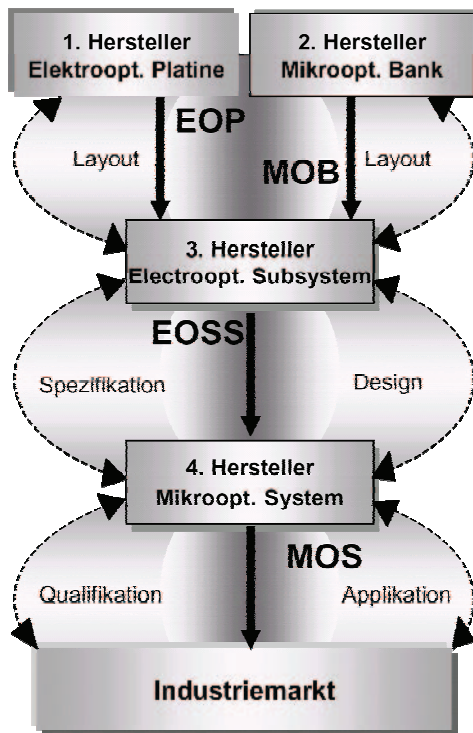 1. Hersteller
Elektroopt. Platine
2. Hersteller
Mikroopt. Bank
EOP
Layout
MOB
Layout
3. Hersteller
Electroopt. Subsystem
EOSS
Spezifikation
Design
4. Hersteller
Mikroopt. System
MOS
Qualifikation
Applikation
Industriemarkt